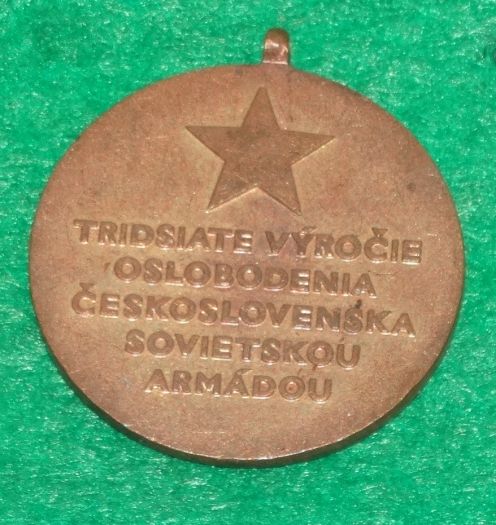 TRIDSIATE VÝROČIE
OSLOBODENIA
ČESKOSLOVENSKA
SOVIETSKOU
ARMÁDOU